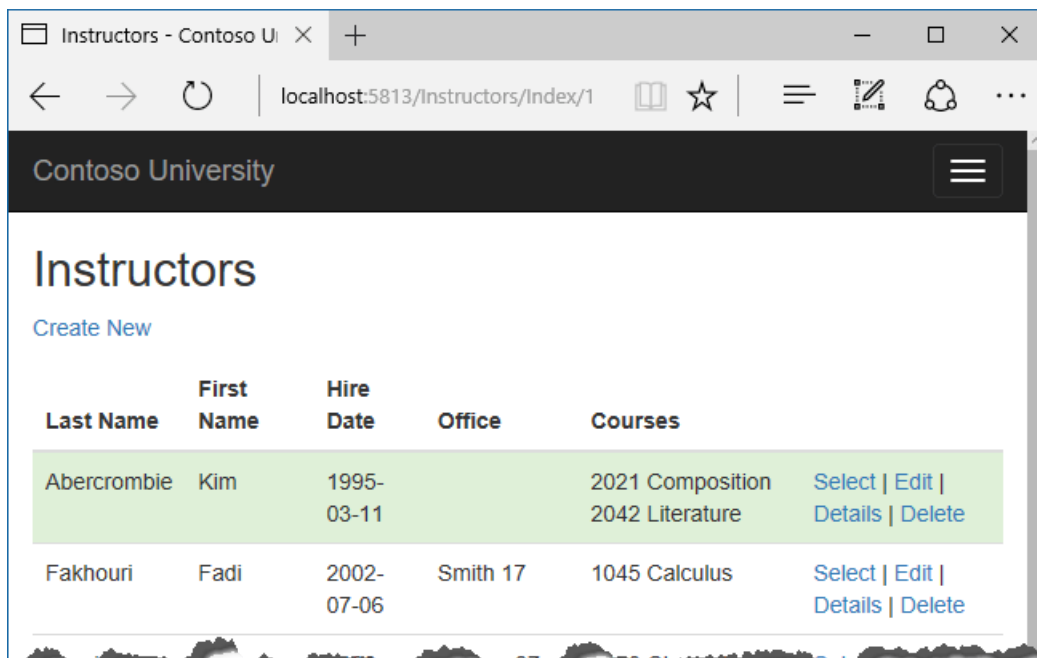 Instructors - Contoso U
localhost:5813/Instructors/Index/1
Contoso University
Instructors
Create New
Last Name First Name Hire Date Office Courses
Abercrombie Kim 1995- 2021 Composition Select | Edit |
03-11 2042 Literature Details | Delete
Fakhouri Fadi 2002- Smith 17 1045 Calculus Select | Edit |
07-06 Details | Delete